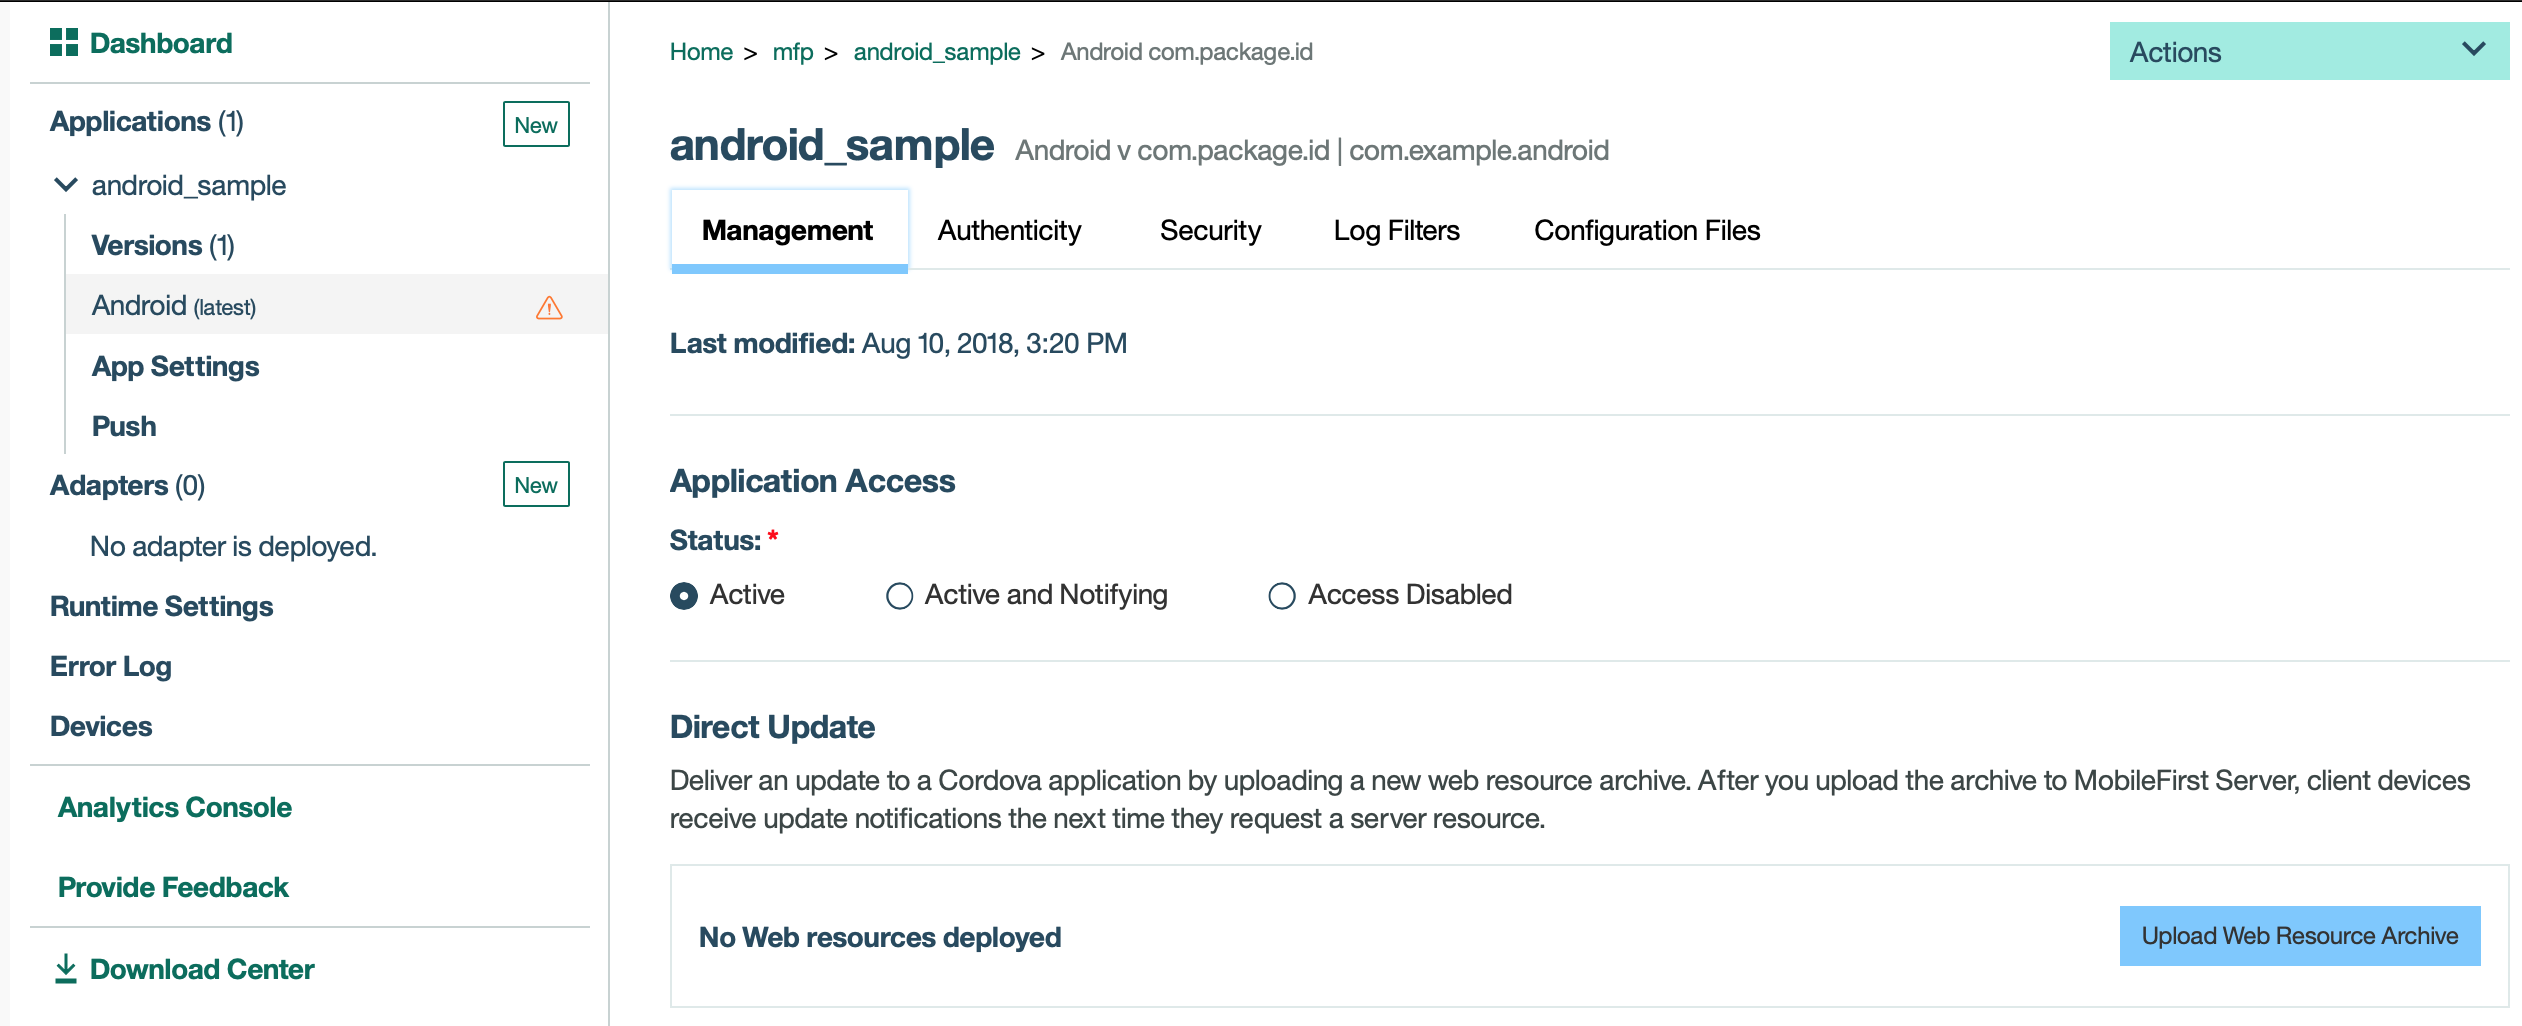 Dashboard
Applications (1)
New
android_sample
Versions (1)
Android (latest)
App Settings
Push
Adapters (0)
New
No adapter is deployed.
Runtime Settings
Error Log
Devices
Analytics Console
Provide Feedback
Download Center
Home > mfp > android_sample > Android com.package.id
Actions
android_sample Android v com.package.id | com.example.android
Management Authenticity Security Log Filters Configuration Files
Last modified: Aug 10, 2018, 3:20 PM
Application Access
Status: *
Active Active and Notifying Access Disabled
Direct Update
Deliver an update to a Cordova application by uploading a new web resource archive. After you upload the archive to MobileFirst Server, client devices
receive update notifications the next time they request a server resource.
No Web resources deployed
Upload Web Resource Archive